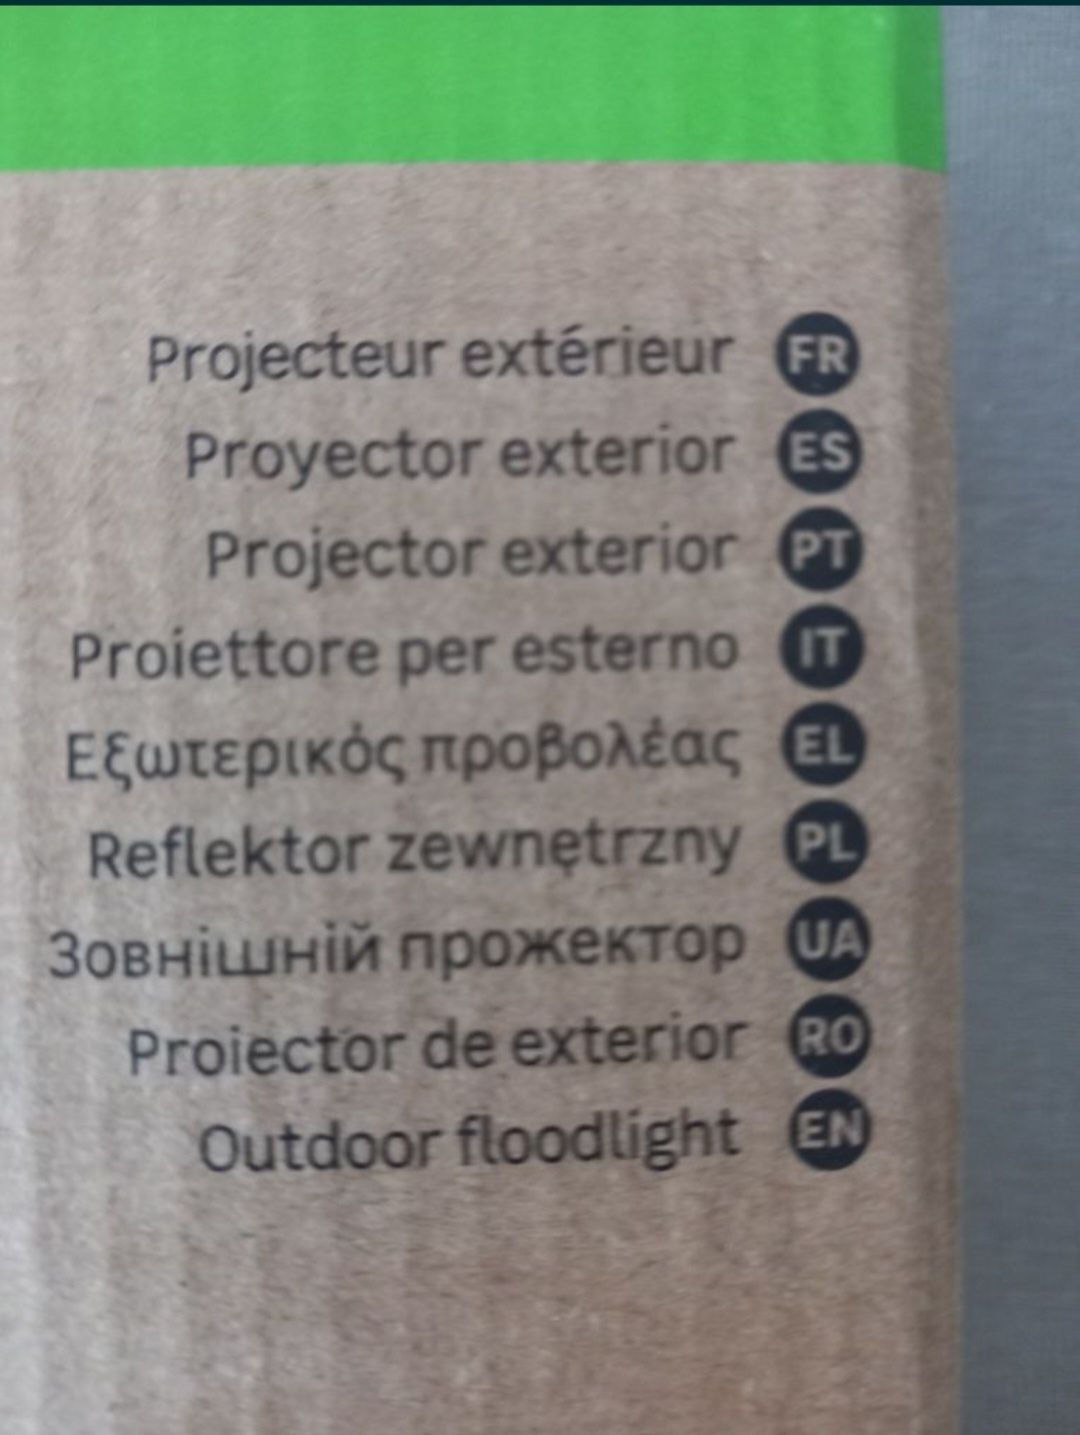 Projecteur extérieur FR
Proyector exterior ES
Projector exterior PT
Proiettore per esterno IT
Εξωτερικός προβολέας EL
Reflektor zewnętrzny PL
Зовнішній прожектор UA
Proiector de exterior RO
Outdoor floodlight EN